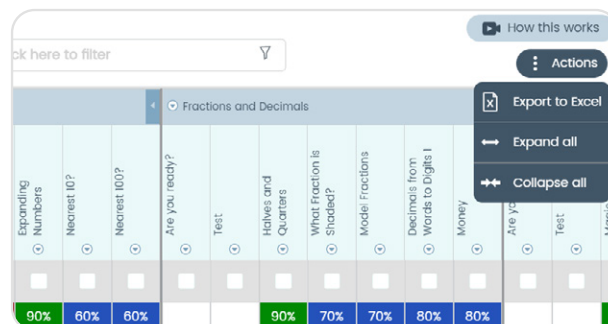 How this works
ck here to filter
Actions
Export to Excel
Expand all
Collapse all
Fractions and Decimals
Expanding
Numbers
Nearest 10?
Nearest 100?
Are you ready?
Test
Halves and
Quarters
What Fraction is
Shaded?
Model Fractions
Decimals from
Words to Digits 1
Money
Are yo
Test
90% 60% 60% 90% 70% 70% 80% 80%